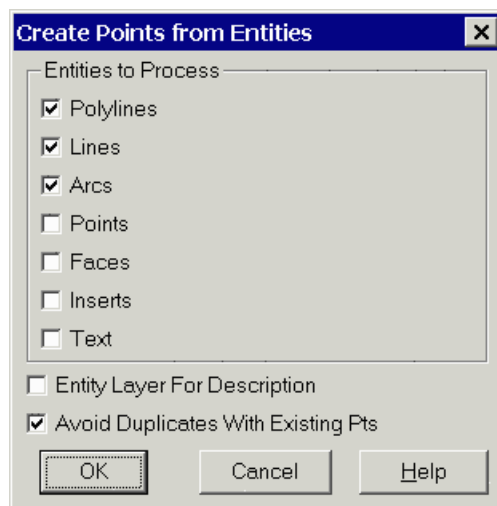 Create Points from Entities
Entities to Process
Polylines
Lines
Arcs
Points
Faces
Inserts
Text
Entity Layer For Description
Avoid Duplicates With Existing Pts
OK Cancel Help